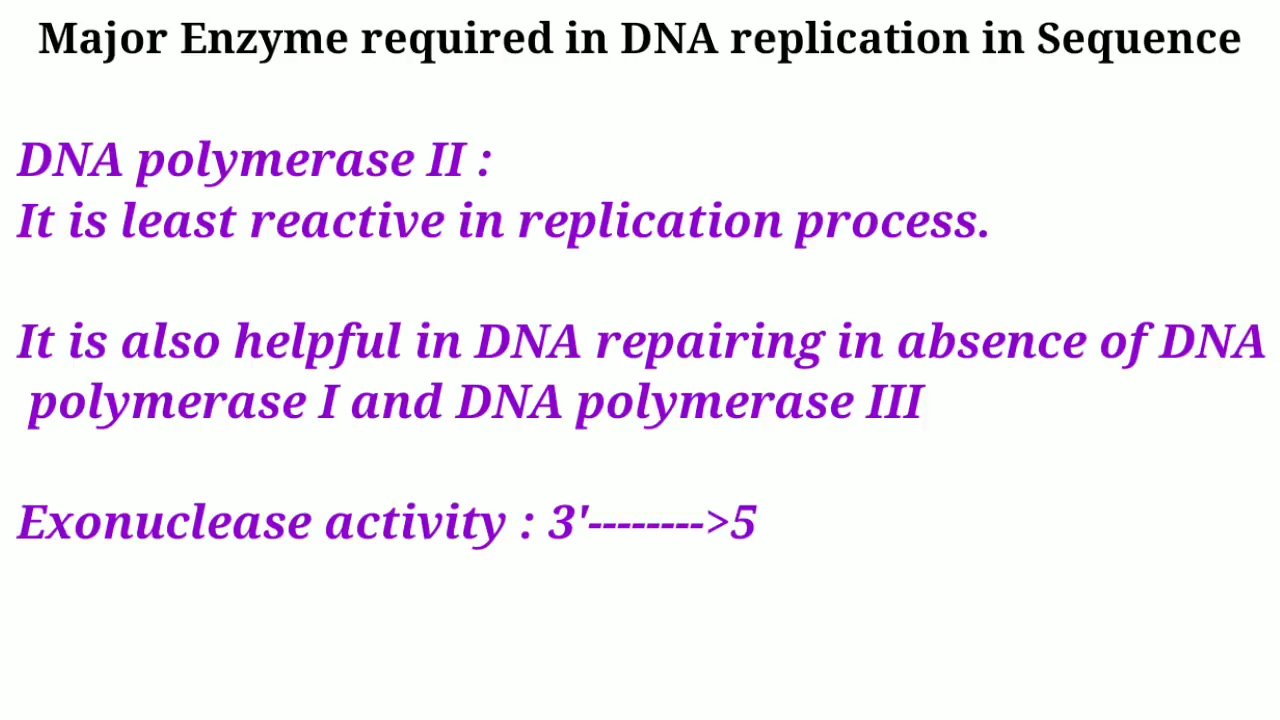 Major Enzyme required in DNA replication in Sequence
DNA polymerase II :
It is least reactive in replication process.
It is also helpful in DNA repairing in absence of DNA
polymerase I and DNA polymerase III
Exonuclease activity : 3'-------->5